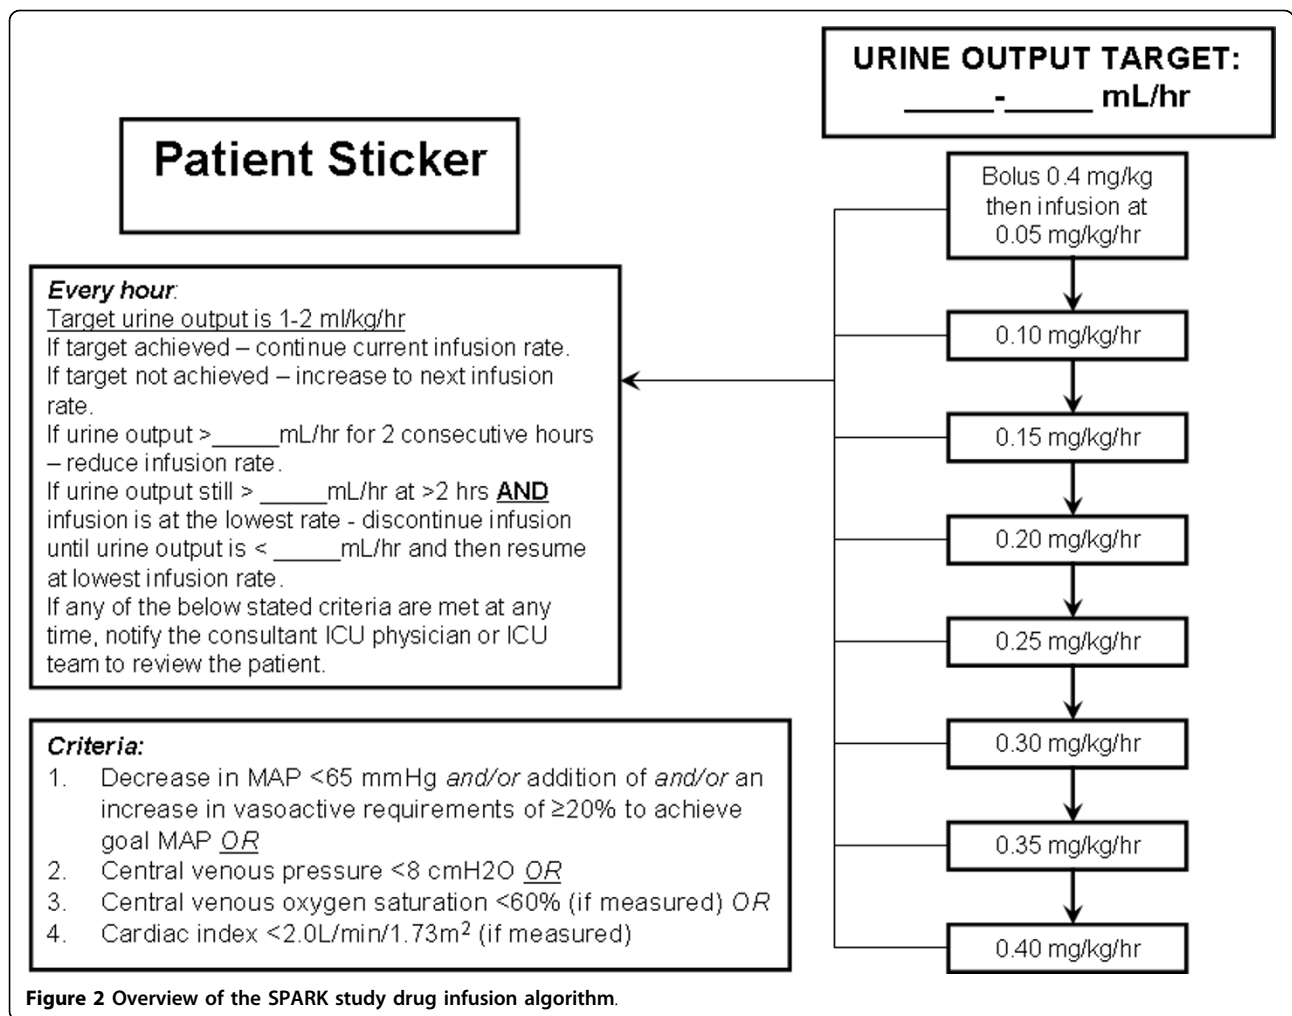 URINE OUTPUT TARGET:
_____-_____ mL/hr
Patient Sticker
Bolus 0.4 mg/kg
then infusion at
0.05 mg/kg/hr
0.10 mg/kg/hr
0.15 mg/kg/hr
0.20 mg/kg/hr
0.25 mg/kg/hr
0.30 mg/kg/hr
0.35 mg/kg/hr
0.40 mg/kg/hr
Every hour:
Target urine output is 1-2 ml/kg/hr
If target achieved – continue current infusion rate.
If target not achieved – increase to next infusion
rate.
If urine output >_____mL/hr for 2 consecutive hours
– reduce infusion rate.
If urine output still > _____mL/hr at >2 hrs AND
infusion is at the lowest rate - discontinue infusion
until urine output is < _____mL/hr and then resume
at lowest infusion rate.
If any of the below stated criteria are met at any
time, notify the consultant ICU physician or ICU
team to review the patient.
Criteria:
1. Decrease in MAP <65 mmHg and/or addition of and/or an
increase in vasoactive requirements of ≥20% to achieve
goal MAP OR
2. Central venous pressure <8 cmH2O OR
3. Central venous oxygen saturation <60% (if measured) OR
4. Cardiac index <2.0L/min/1.73m² (if measured)
Figure 2 Overview of the SPARK study drug infusion algorithm.